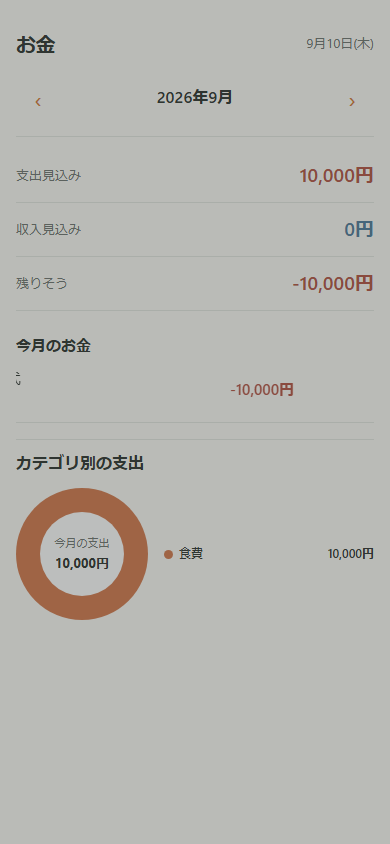 お金
9月10日(木)
‹ 2026年9月 ›
支出見込み 10,000円
収入見込み 0円
残りそう -10,000円
今月のお金
-10,000円
カテゴリ別の支出
今月の支出
10,000円
食費 10,000円